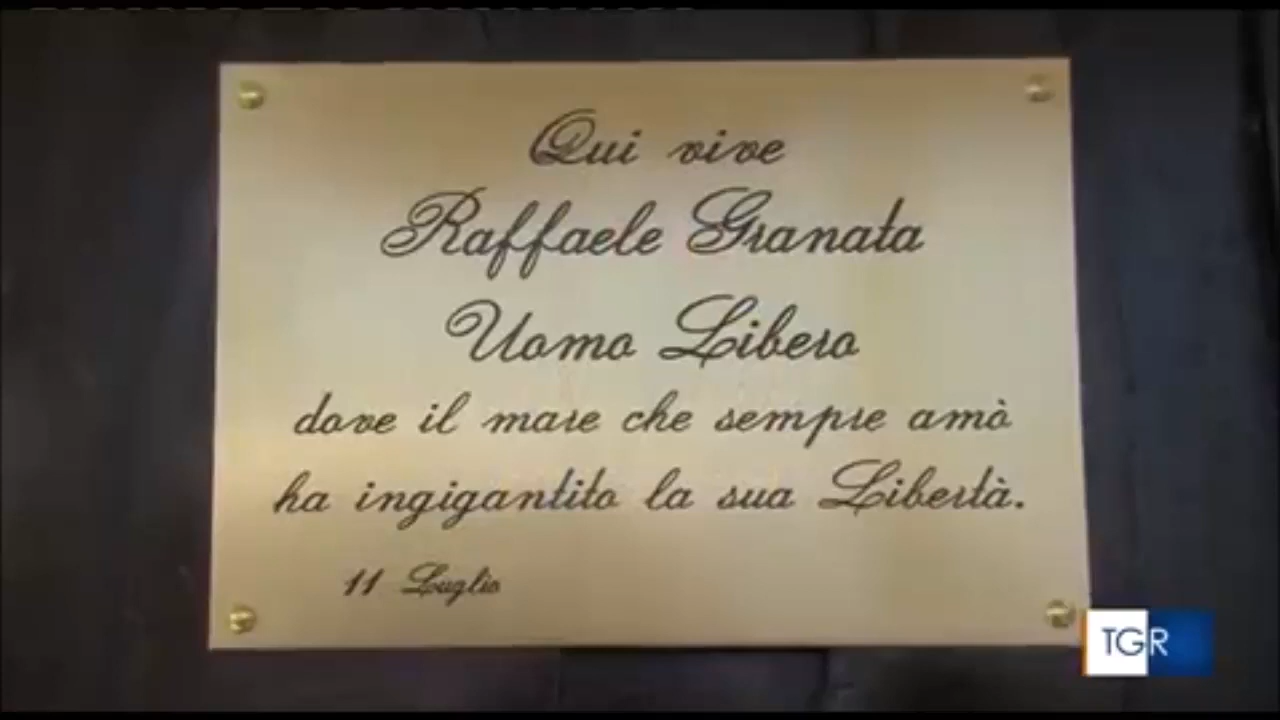 Qui vive
Raffaele Granata
Uomo Libero
dove il mare che sempre amò
ha ingigantito la sua Libertà.
11 Luglio
TGR